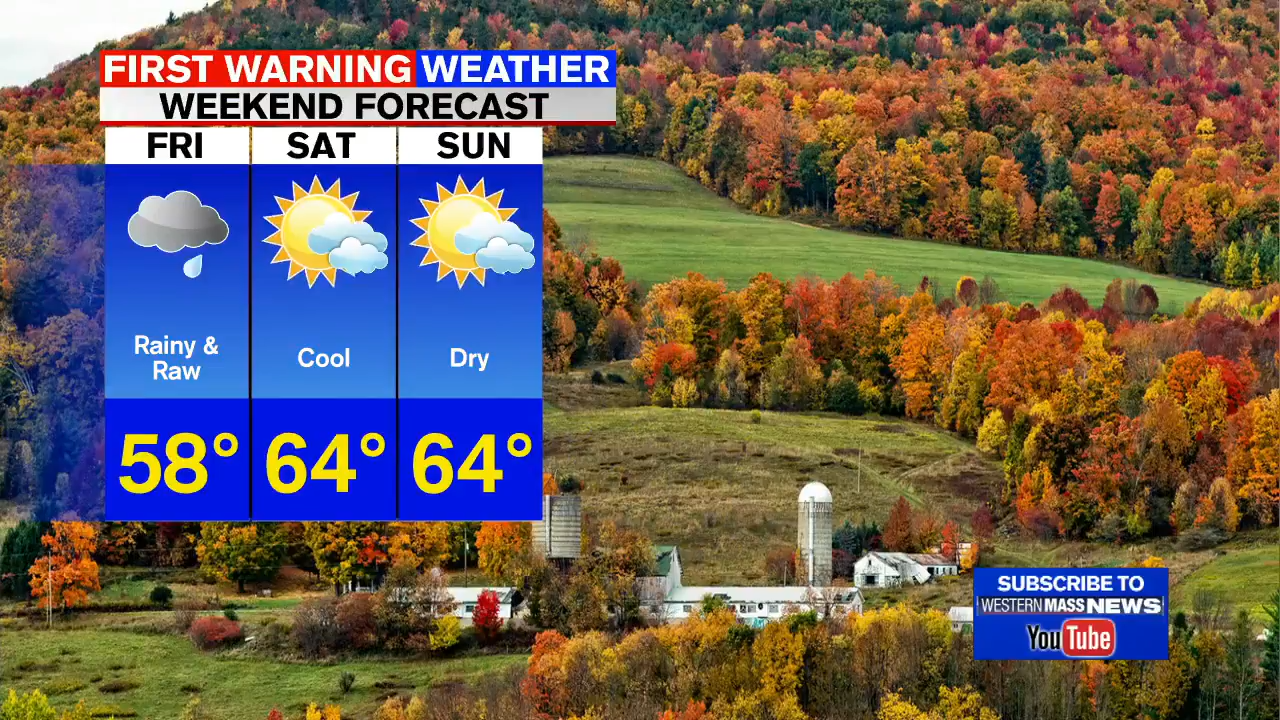 FIRST WARNING WEATHER
WEEKEND FORECAST
FRI SAT SUN
Rainy &
Raw
Cool
Dry
58° 64° 64°
SUBSCRIBE TO
WESTERN MASS NEWS
YouTube